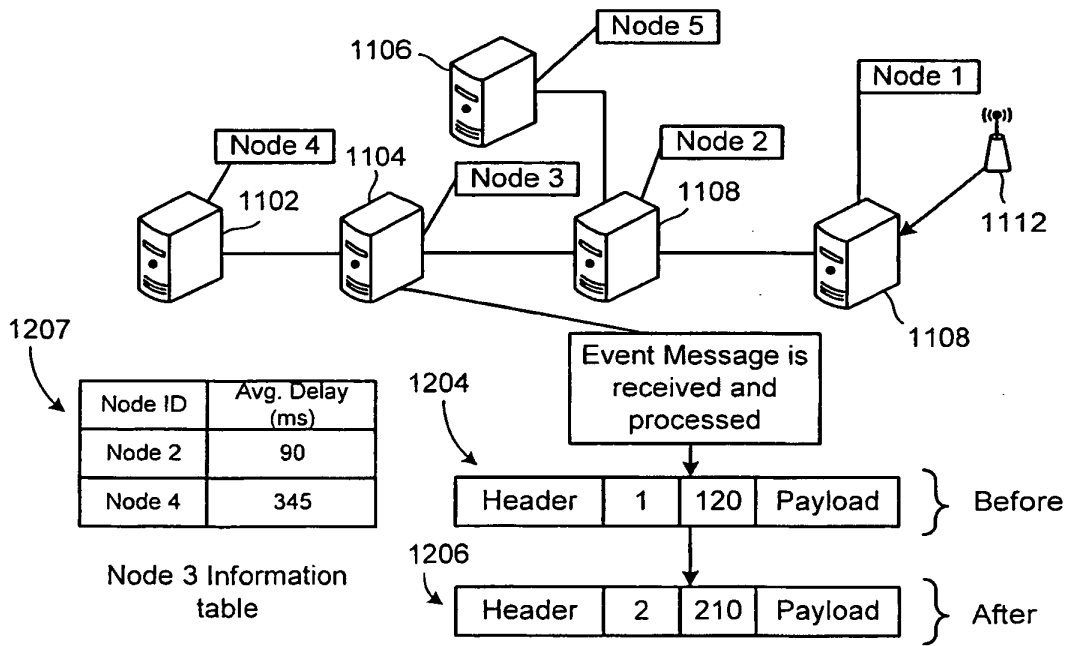 Node 5
1106
Node 1
Node 4
1104
Node 2
Node 3
1102
1108
1112
1108
1207
Event Message is
received and
processed
1204
Node ID
Avg. Delay
(ms)
Node 2
90
Node 4
345
Header
1
120
Payload
Before
1206
Node 3 Information
table
Header
2
210
Payload
After